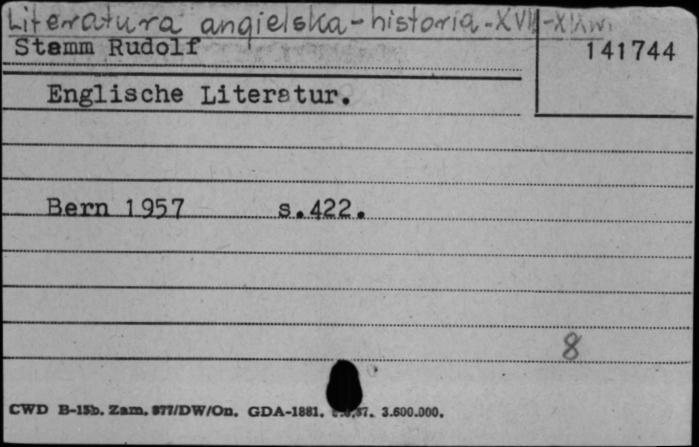 Literatura angielska - historia - XVII - XIX w.
Stamm Rudolf
141744
Englische Literatur.
Bern 1957 s.422.
8
CWD B-15b. Zam. 877/DW/On. GDA-1881. 3.600.000.